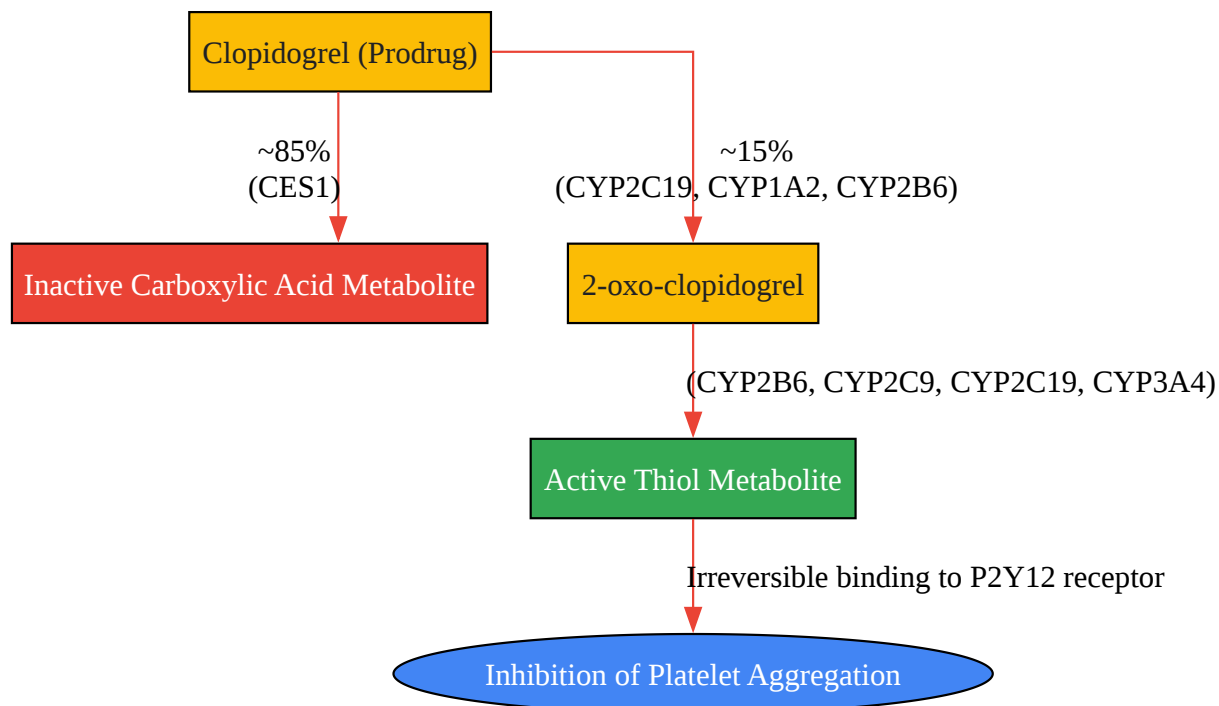 Clopidogrel (Prodrug)
~85%
(CES1)
~15%
(CYP2C19, CYP1A2, CYP2B6)
Inactive Carboxylic Acid Metabolite
2-oxo-clopidogrel
(CYP2B6, CYP2C9, CYP2C19, CYP3A4)
Active Thiol Metabolite
Irreversible binding to P2Y12 receptor
Inhibition of Platelet Aggregation